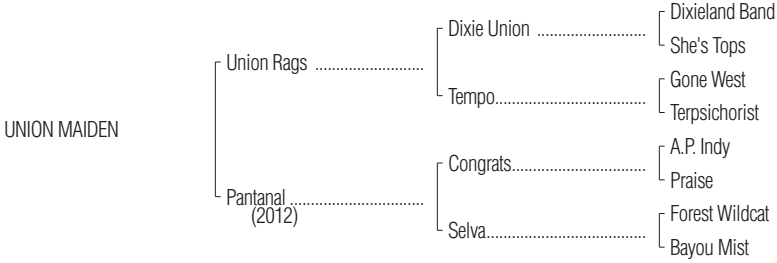 Dixieland Band
Dixie Union ..........................
She's Tops
Union Rags ..........................
Gone West
Tempo....................................
Terpsichorist
UNION MAIDEN
A.P. Indy
Congrats................................
Praise
Pantanal ................................
(2012)
Forest Wildcat
Selva......................................
Bayou Mist